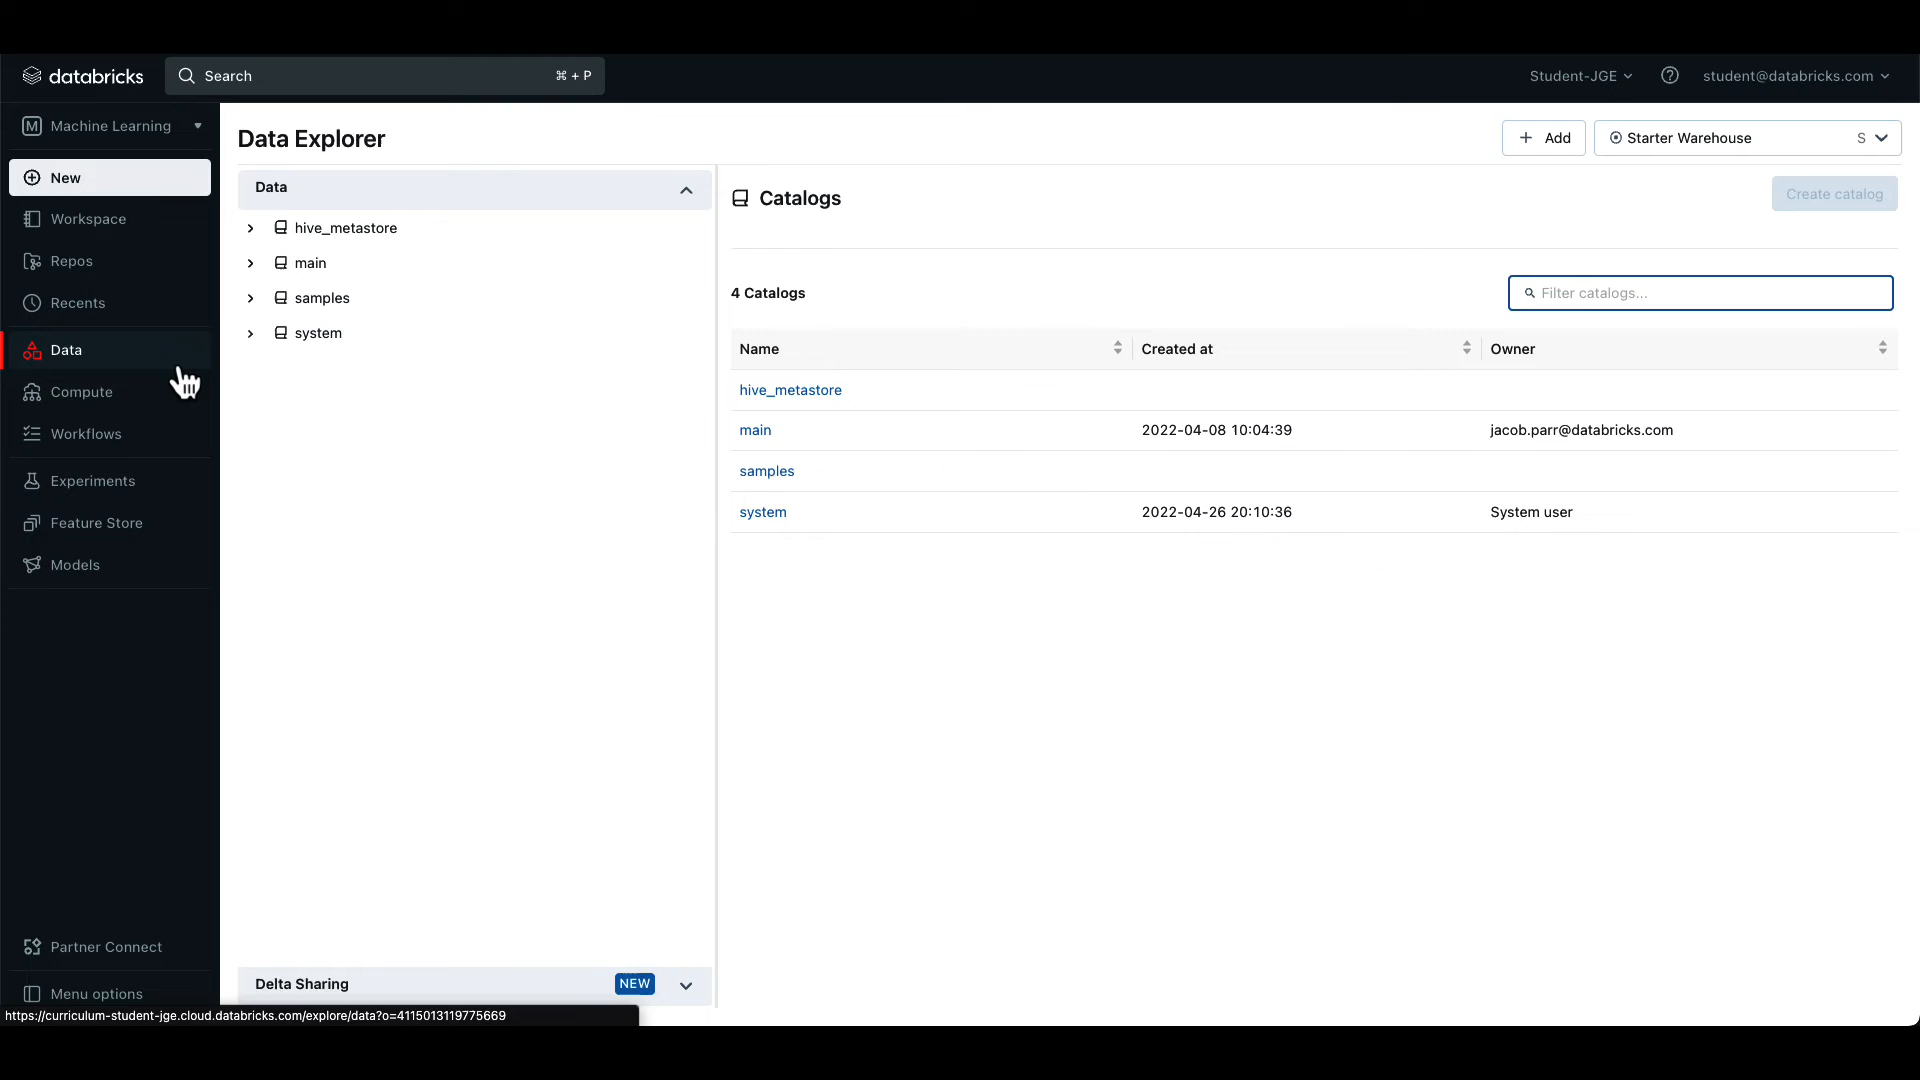 databricks
Search
⌘ + P
Student-JGE
student@databricks.com
M Machine Learning
New
Workspace
Repos
Recents
Data
Compute
Workflows
Experiments
Feature Store
Models
Partner Connect
Menu options
Data Explorer
+ Add
Starter Warehouse S
Data
hive_metastore
main
samples
system
Delta Sharing NEW
Catalogs
Create catalog
4 Catalogs
Filter catalogs...
Name Created at Owner
hive_metastore
main 2022-04-08 10:04:39 jacob.parr@databricks.com
samples
system 2022-04-26 20:10:36 System user
https://curriculum-student-jge.cloud.databricks.com/explore/data?o=4115013119775669